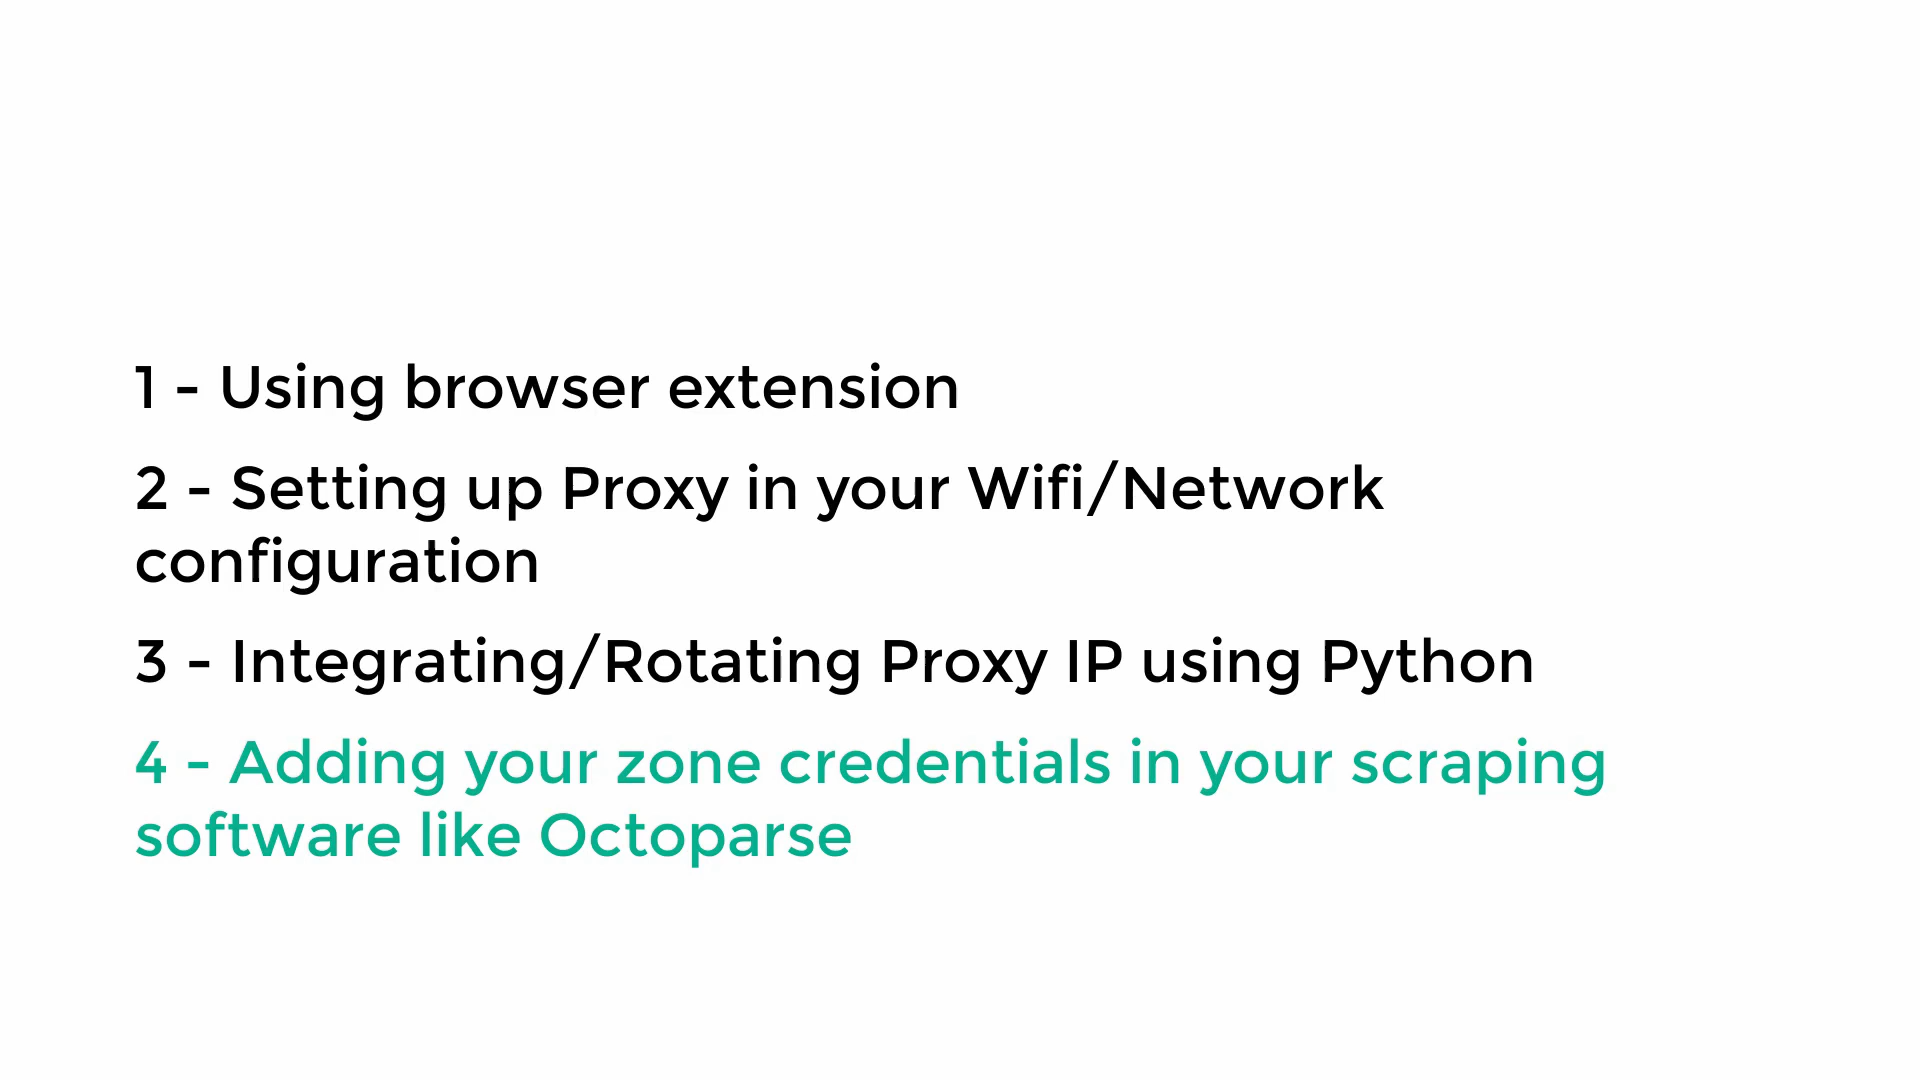 1 - Using browser extension
2 - Setting up Proxy in your Wifi/Network
configuration
3 - Integrating/Rotating Proxy IP using Python
4 - Adding your zone credentials in your scraping
software like Octoparse